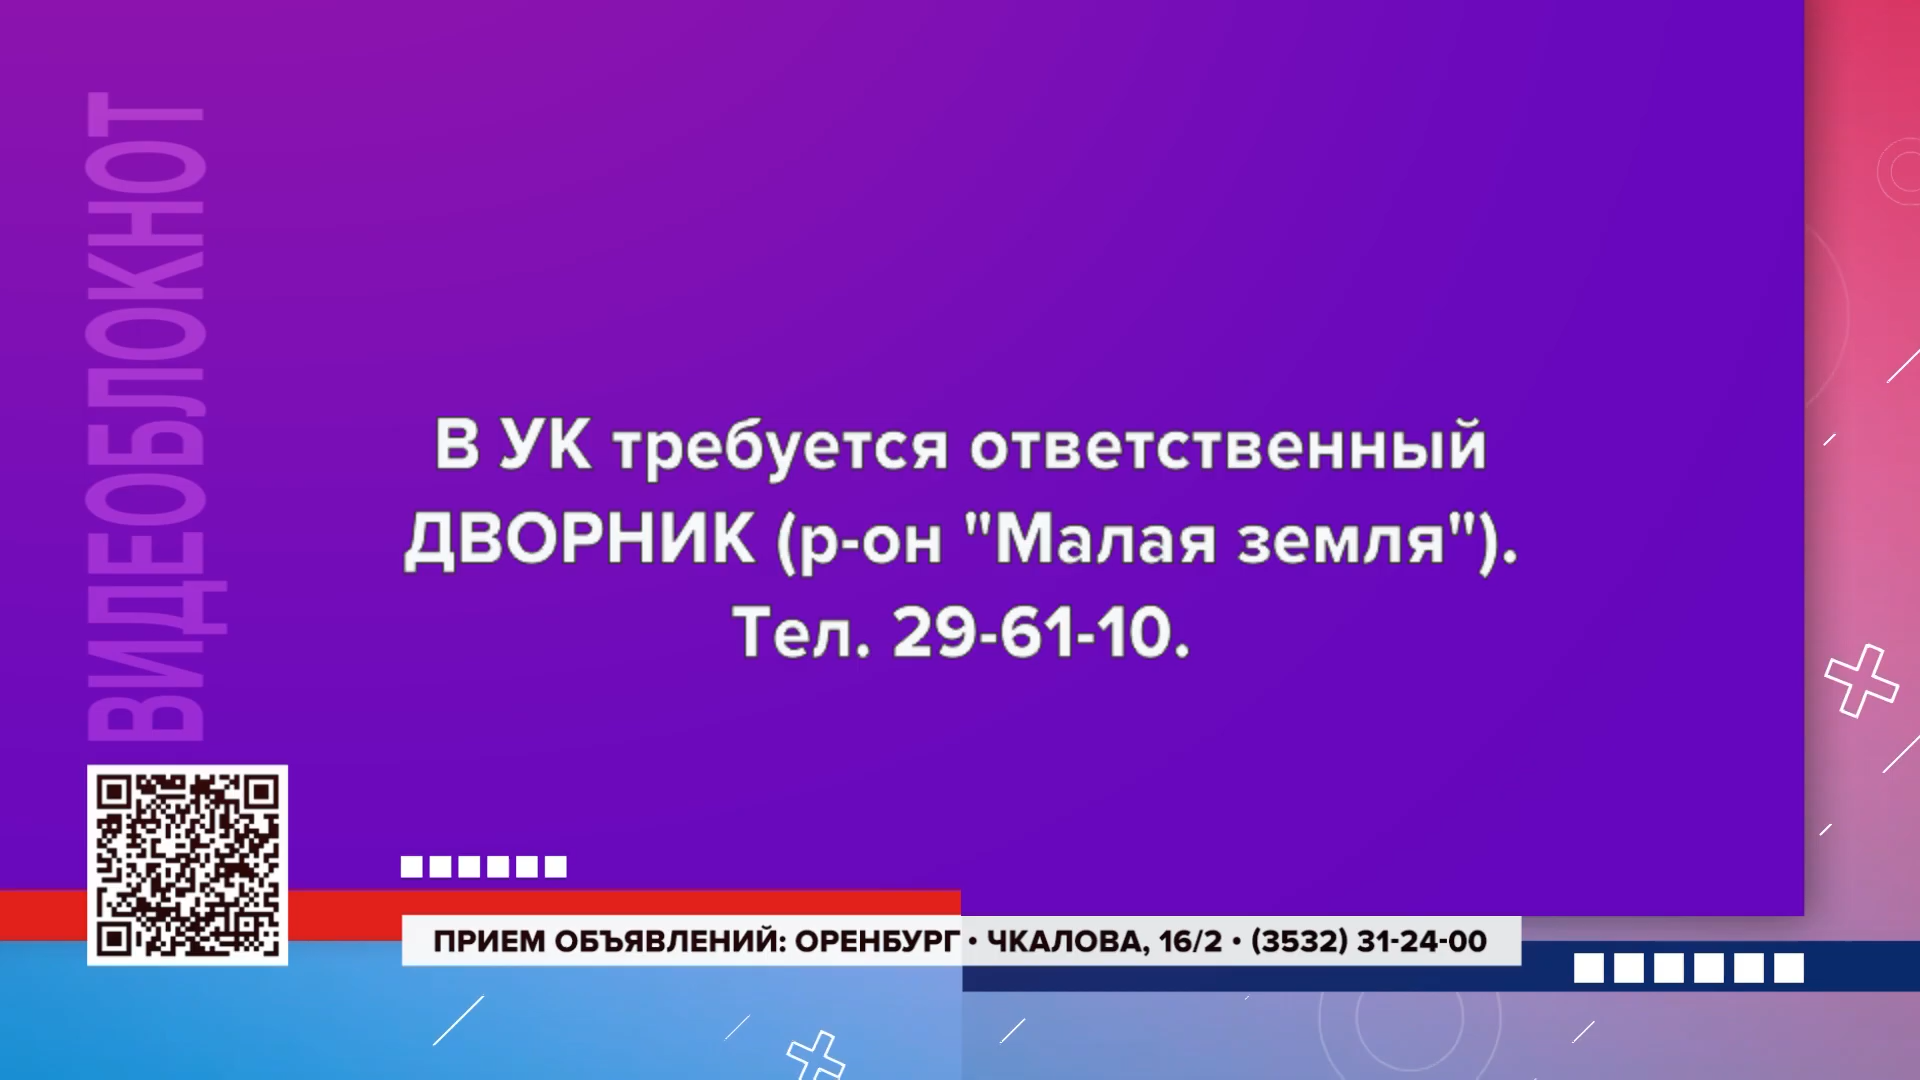 ВИДЕОБЛОКНОТ
В УК требуется ответственный
ДВОРНИК (р-он "Малая земля").
Тел. 29-61-10.
ПРИЕМ ОБЪЯВЛЕНИЙ: ОРЕНБУРГ • ЧКАЛОВА, 16/2 • (3532) 31-24-00